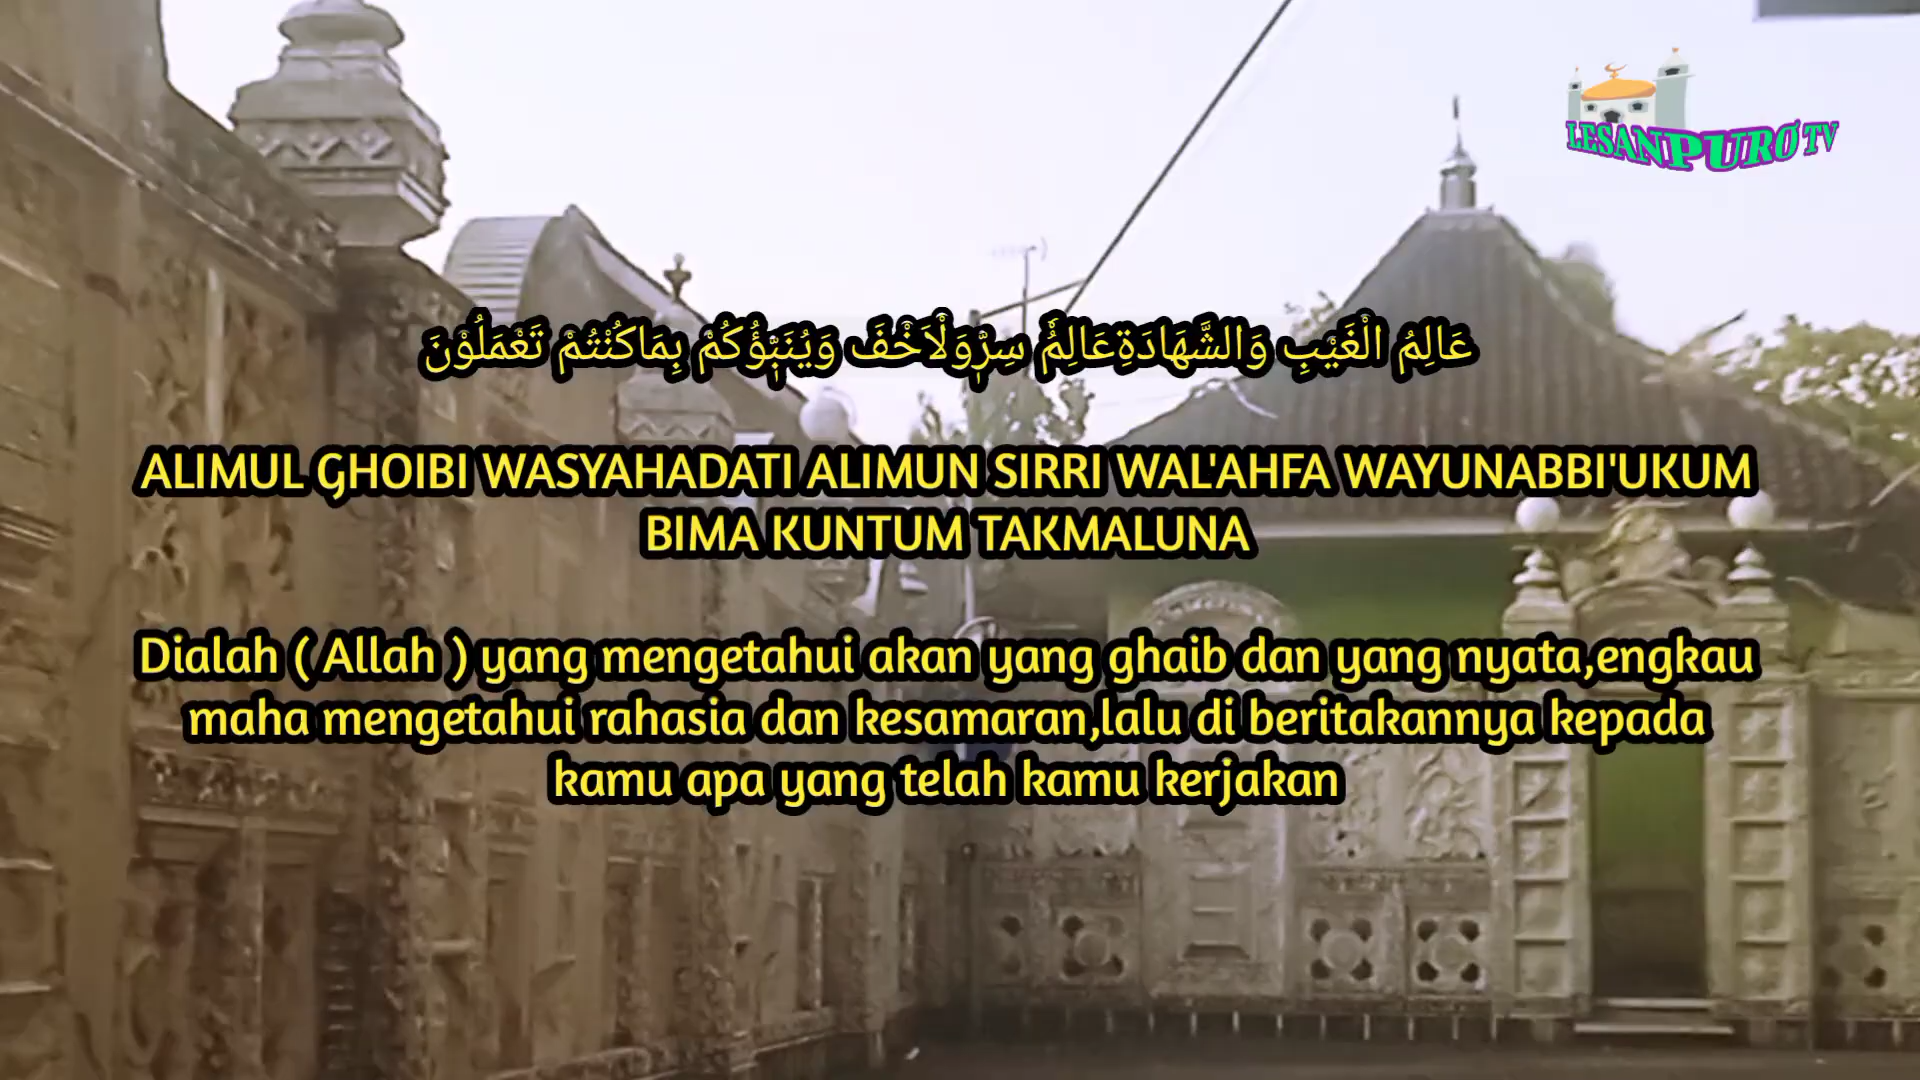 LESANPURO TV
عَالِمُ الْغَيْبِ وَالشَّهَادَةِعَالِمُ سِرِّوَلْاَخْفَ وَيُنَبِّؤُكُمْ بِمَاكُنْتُمْ تَعْمَلُوْنَ
ALIMUL GHOIBI WASYAHADATI ALIMUN SIRRI WAL'AHFA WAYUNABBI'UKUM
BIMA KUNTUM TAKMALUNA
Dialah ( Allah ) yang mengetahui akan yang ghaib dan yang nyata,engkau
maha mengetahui rahasia dan kesamaran,lalu di beritakannya kepada
kamu apa yang telah kamu kerjakan